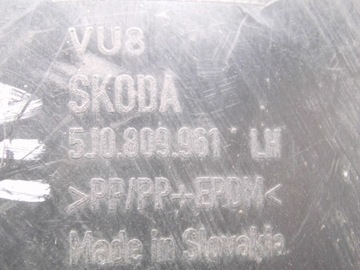 VU8
ŠKODA
5J0.809.961 LH
>PP/PP+EPDM<
Made in Slovakia